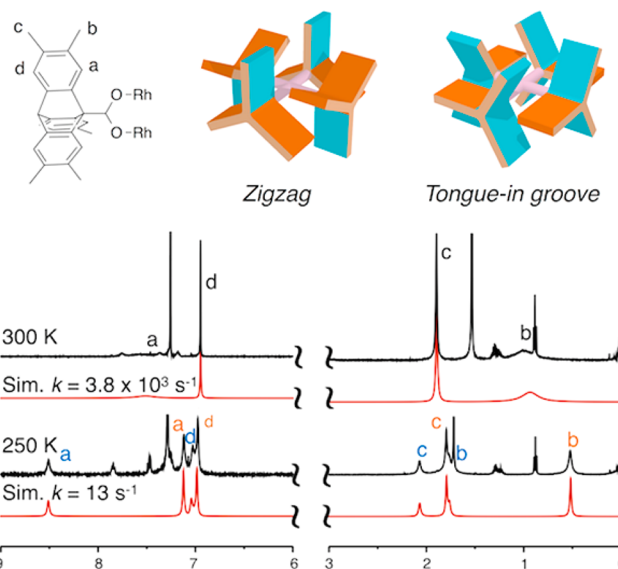 c b
d a
O-Rh
O-Rh
Zigzag Tongue-in groove
c
d
300 K a b
Sim. k = 3.8 x 10³ s⁻¹
c
a d d b
250 K a c b
Sim. k = 13 s⁻¹
9 8 7 6 3 2 1